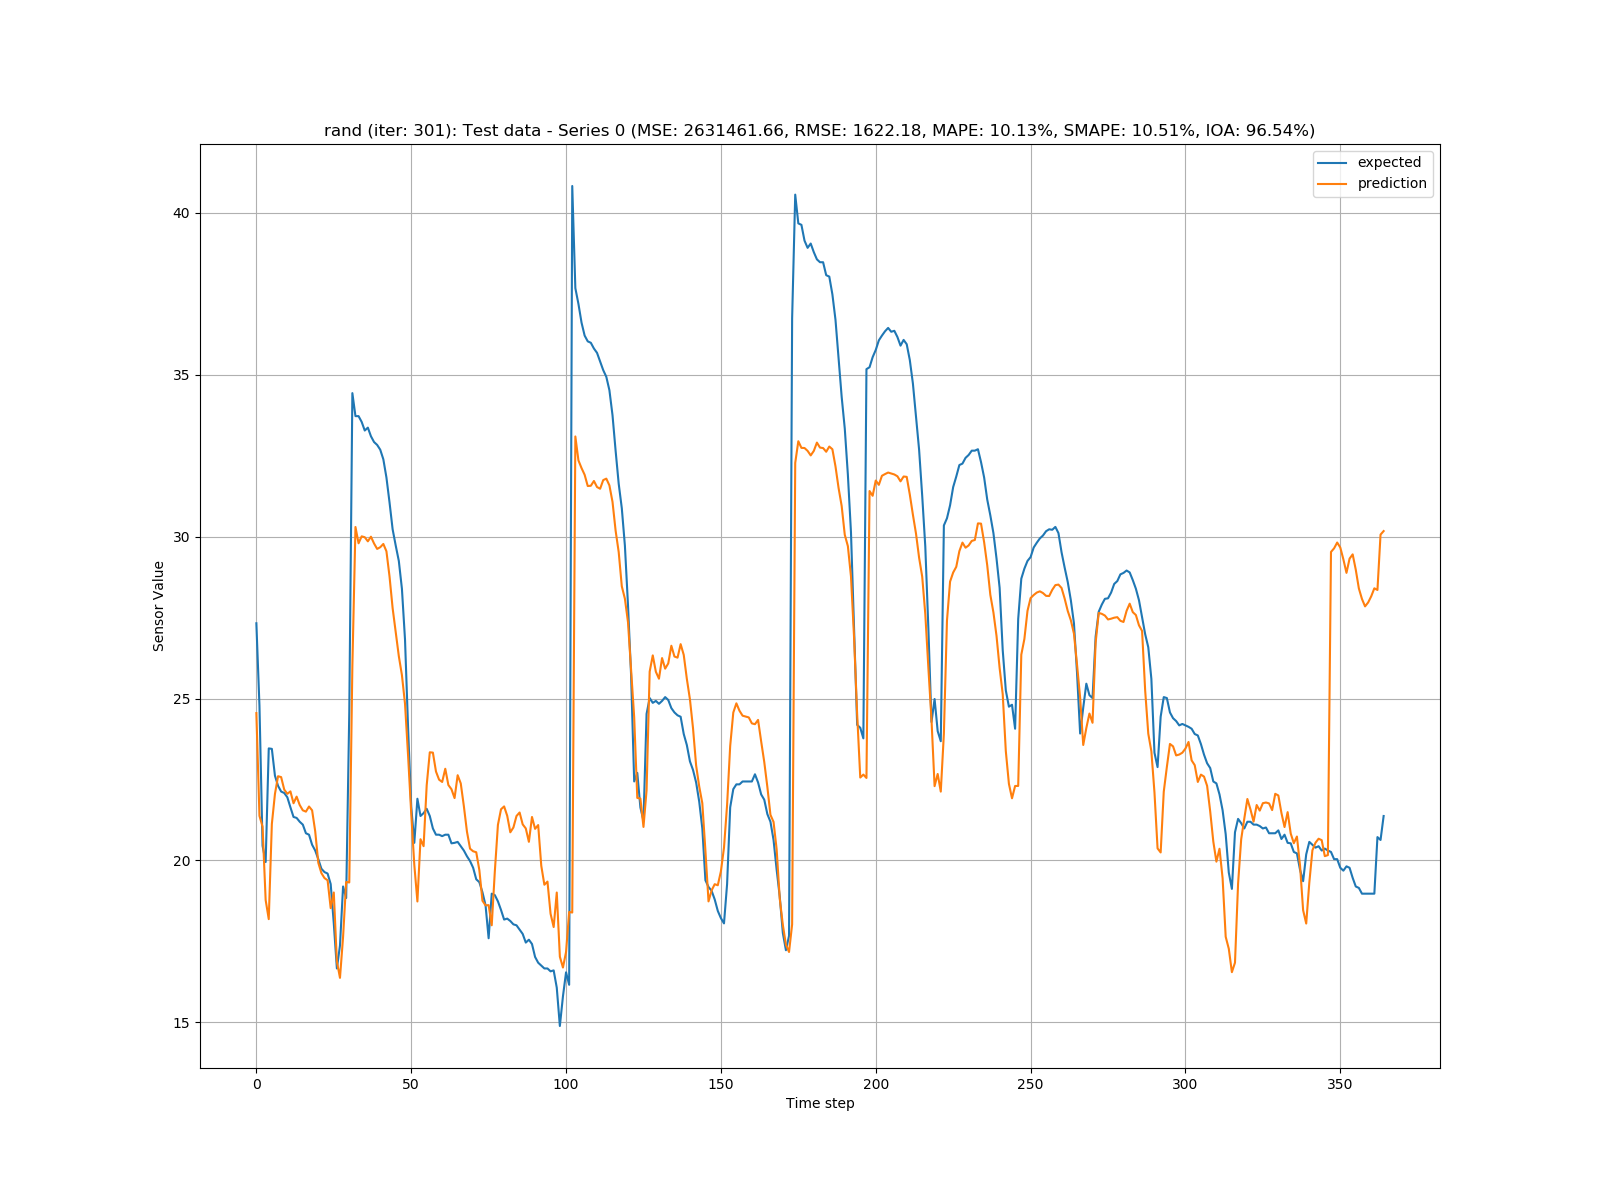 rand (iter: 301): Test data - Series 0 (MSE: 2631461.66, RMSE: 1622.18, MAPE: 10.13%, SMAPE: 10.51%, IOA: 96.54%)
expected
prediction
40
35
30
25
20
15
Sensor Value
0 50 100 150 200 250 300 350
Time step